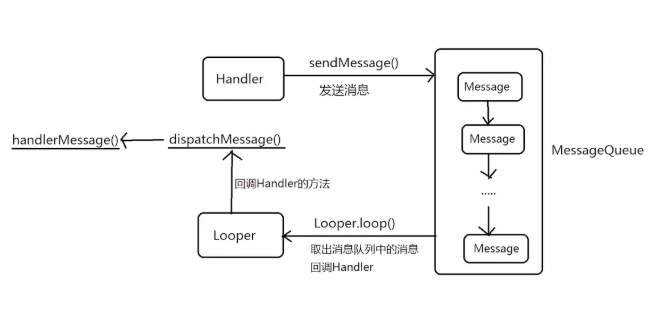 sendMessage()
Handler
发送消息
Message
handlerMessage()
dispatchMessage()
Message
MessageQueue
回调Handler的方法
.....
Looper
Looper.loop()
取出消息队列中的消息
回调Handler
Message